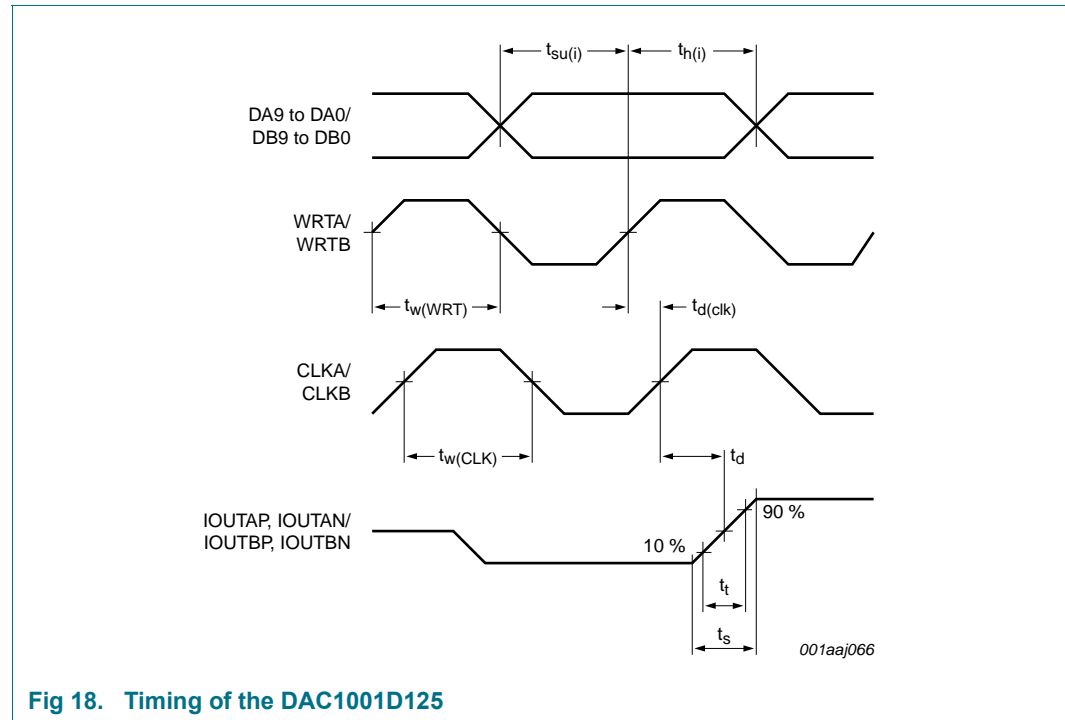 tsu(i)
th(i)
DA9 to DA0/
DB9 to DB0
WRTA/
WRTB
tw(WRT)
td(clk)
CLKA/
CLKB
tw(CLK)
td
IOUTAP, IOUTAN/
IOUTBP, IOUTBN
90 %
10 %
tt
ts
001aaj066
Fig 18. Timing of the DAC1001D125